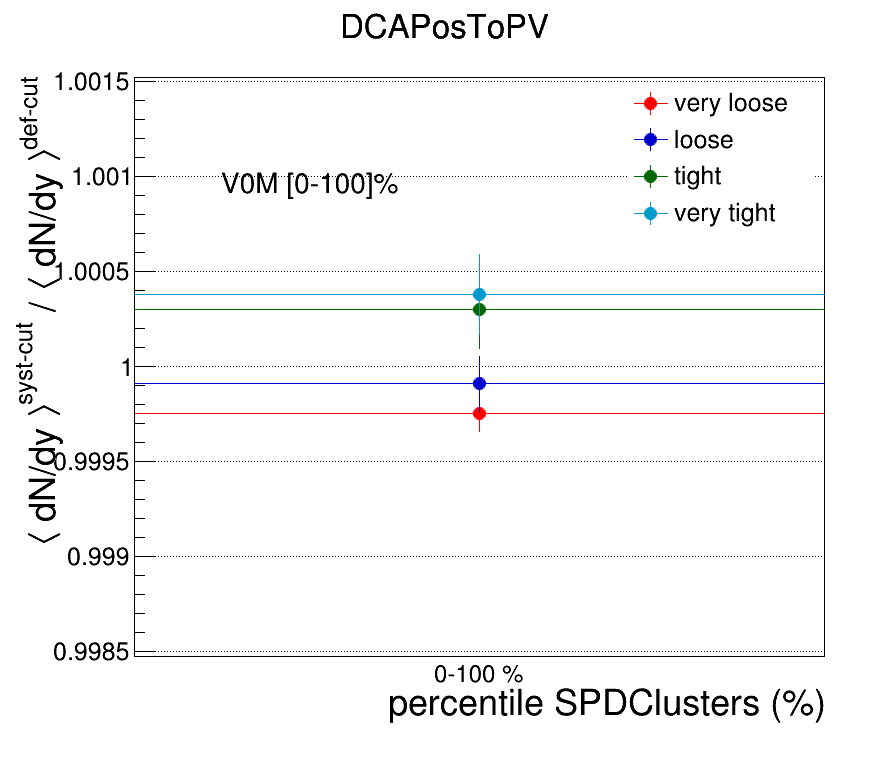 DCAPosToPV
⟨ dN/dy ⟩^syst-cut / ⟨ dN/dy ⟩^def-cut
1.0015
1.001
1.0005
1
0.9995
0.999
0.9985
V0M [0-100]%
very loose
loose
tight
very tight
0-100 %
percentile SPDClusters (%)